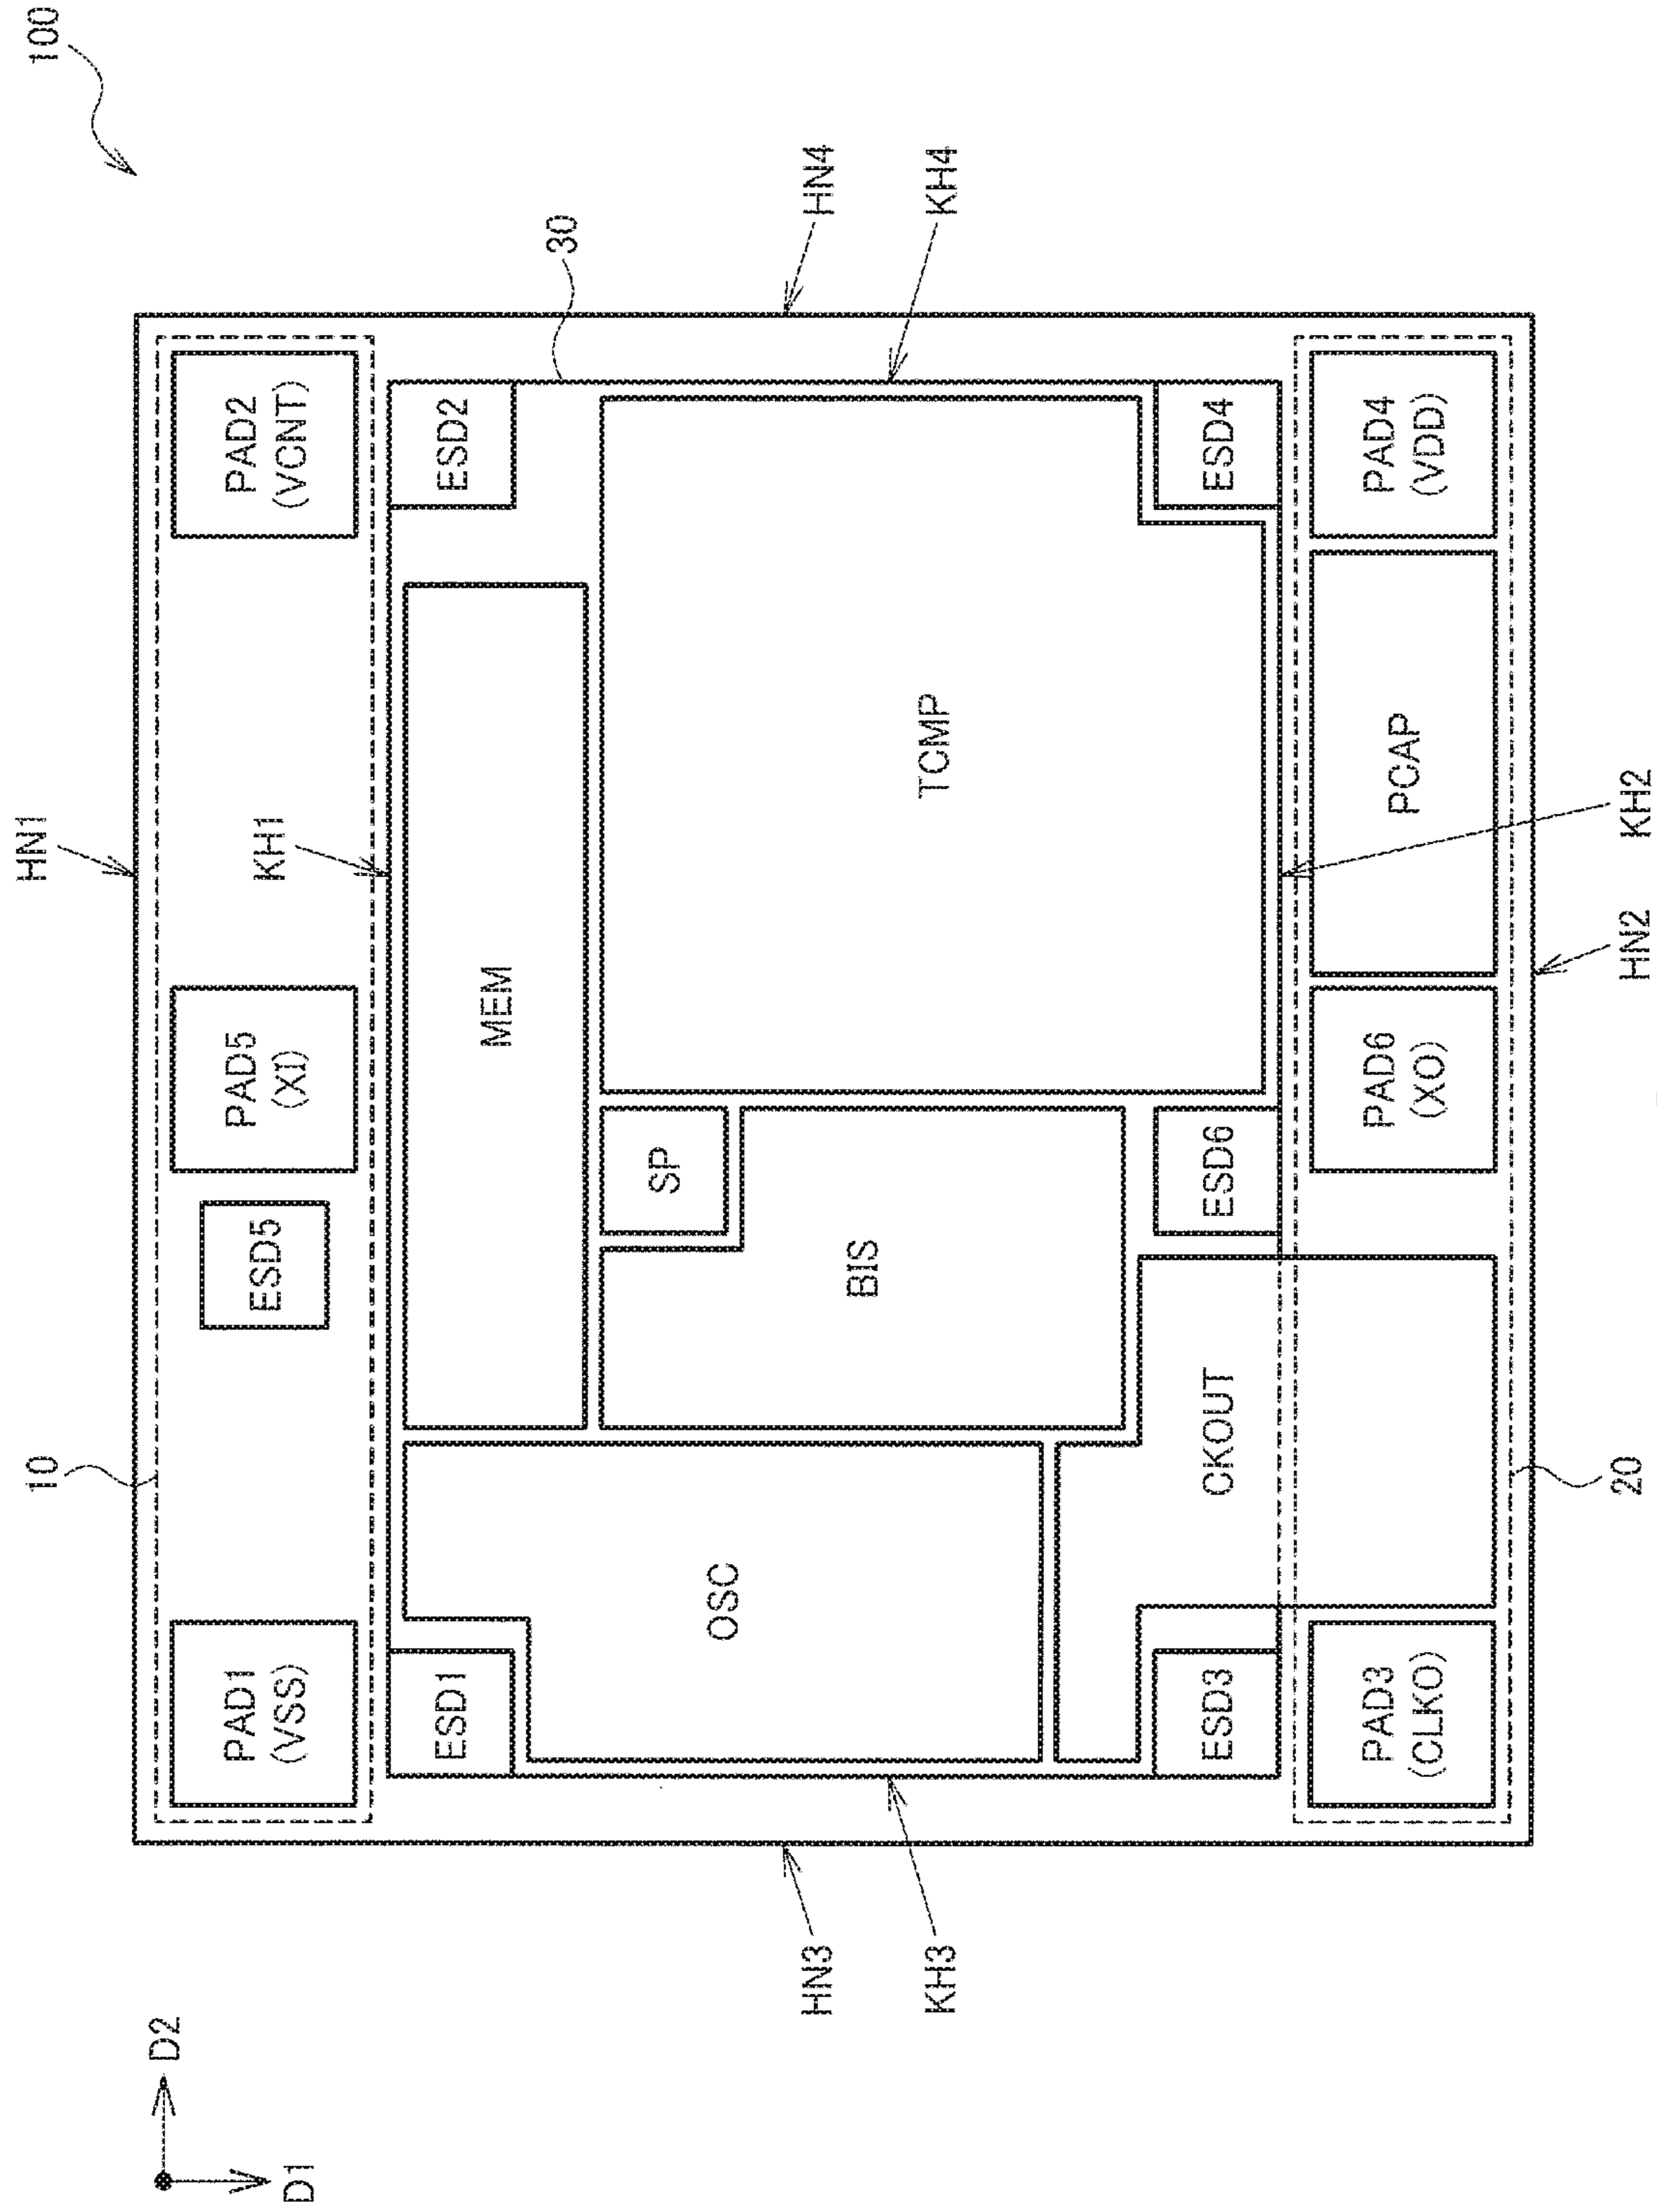 100
HN1
10
PAD1
(VSS)
ESD5
PAD5
(XI)
PAD2
(VCNT)
KH1
30
ESD1
ESD2
MEM
OSC
SP
BIS
TCMP
HN3
KH3
HN4
KH4
CKOUT
ESD3
ESD6
ESD4
PAD3
(CLKO)
PAD6
(XO)
PCAP
PAD4
(VDD)
20
HN2
KH2
D2
D1